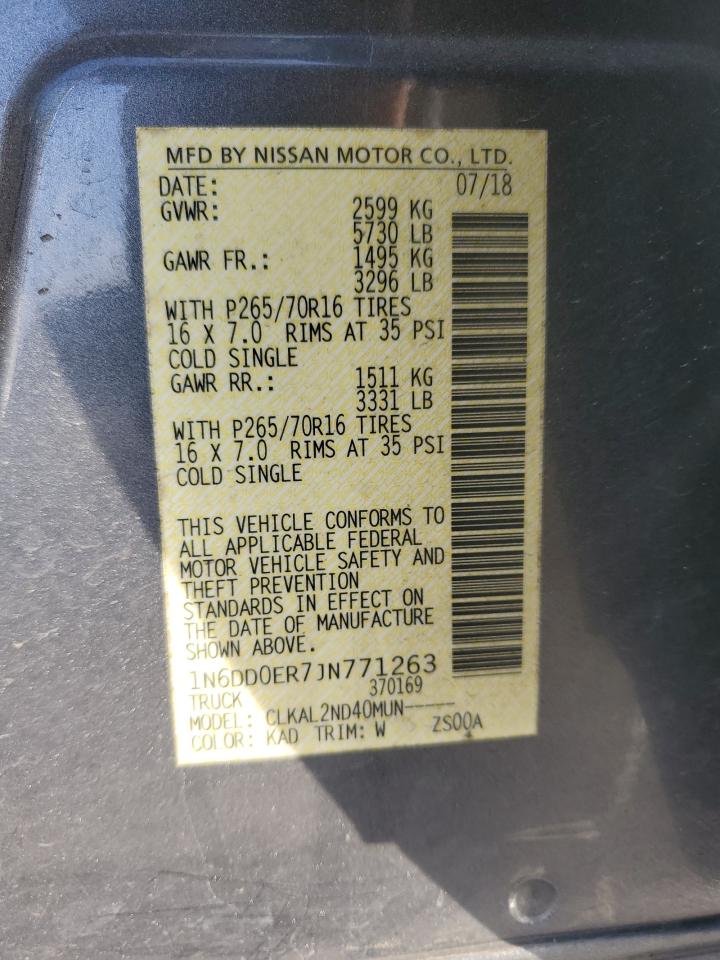 MFD BY NISSAN MOTOR CO., LTD.
DATE: 07/18
GVWR: 2599 KG
5730 LB
GAWR FR.: 1495 KG
3296 LB
WITH P265/70R16 TIRES
16 X 7.0 RIMS AT 35 PSI
COLD SINGLE
GAWR RR.: 1511 KG
3331 LB
WITH P265/70R16 TIRES
16 X 7.0 RIMS AT 35 PSI
COLD SINGLE
THIS VEHICLE CONFORMS TO
ALL APPLICABLE FEDERAL
MOTOR VEHICLE SAFETY AND
THEFT PREVENTION
STANDARDS IN EFFECT ON
THE DATE OF MANUFACTURE
SHOWN ABOVE.
1N6DD0ER7JN771263
TRUCK 370169
MODEL: CLKAL2ND40MUN-----
COLOR: KAD TRIM: W ZS00A